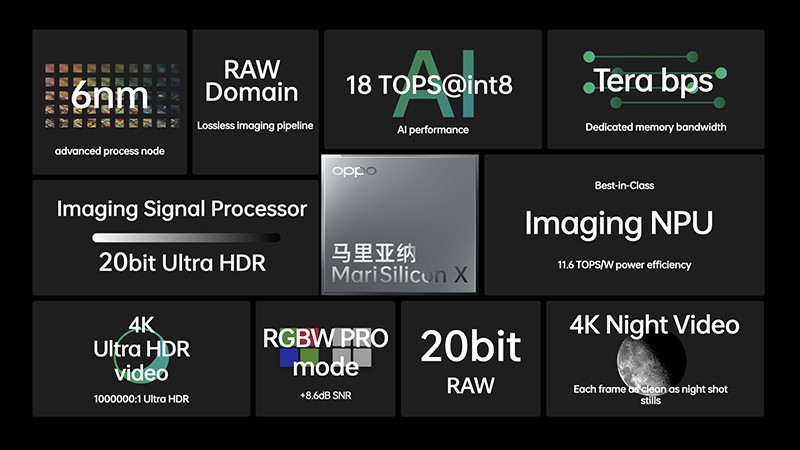 6nm
advanced process node
RAW
Domain
Lossless imaging pipeline
AI
18 TOPS@int8
AI performance
Tera bps
Dedicated memory bandwidth
Imaging Signal Processor
20bit Ultra HDR
oppo
马里亚纳
MariSilicon X
Best-in-Class
Imaging NPU
11.6 TOPS/W power efficiency
4K
Ultra HDR
video
1000000:1 Ultra HDR
RGBW PRO
mode
+8.6dB SNR
20bit
RAW
4K Night Video
Each frame as clean as night shot
stills